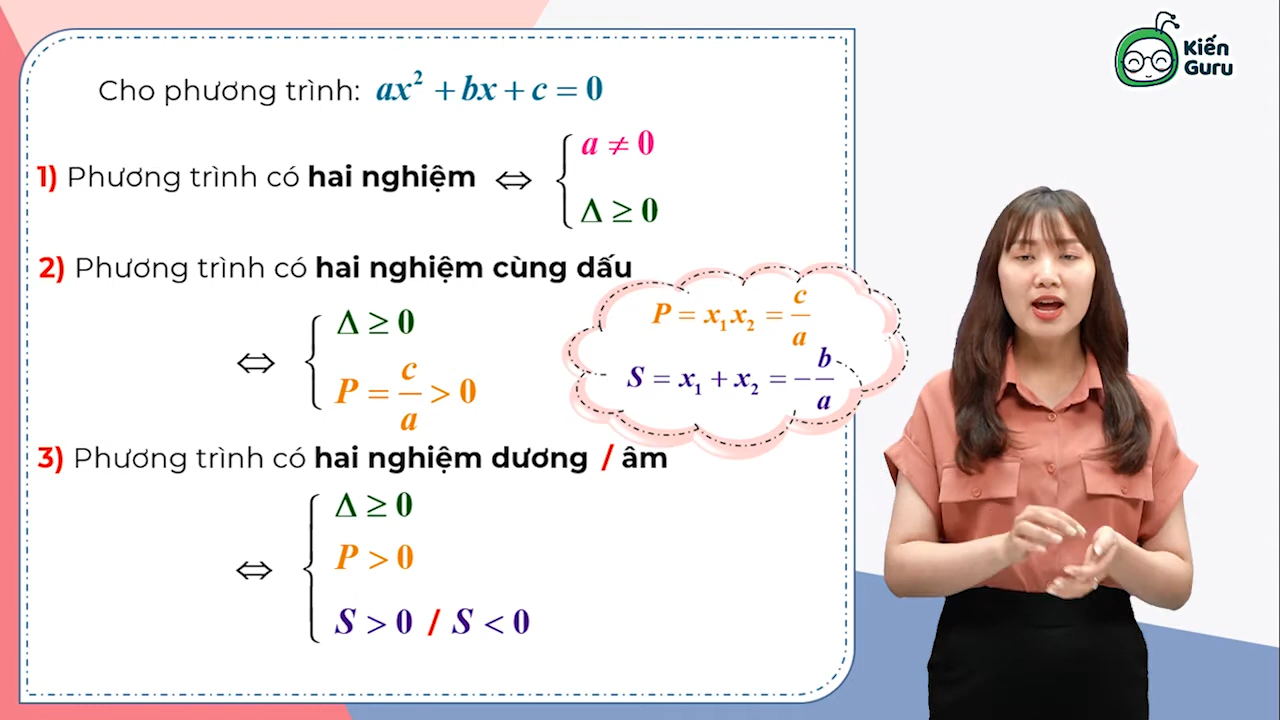 Kiến
Guru
Cho phương trình: ax² + bx + c = 0
1) Phương trình có hai nghiệm ⇔ { a ≠ 0
Δ ≥ 0
2) Phương trình có hai nghiệm cùng dấu
⇔ { Δ ≥ 0
P = c/a > 0
P = x₁x₂ = c/a
S = x₁ + x₂ = −b/a
3) Phương trình có hai nghiệm dương / âm
⇔ { Δ ≥ 0
P > 0
S > 0 / S < 0